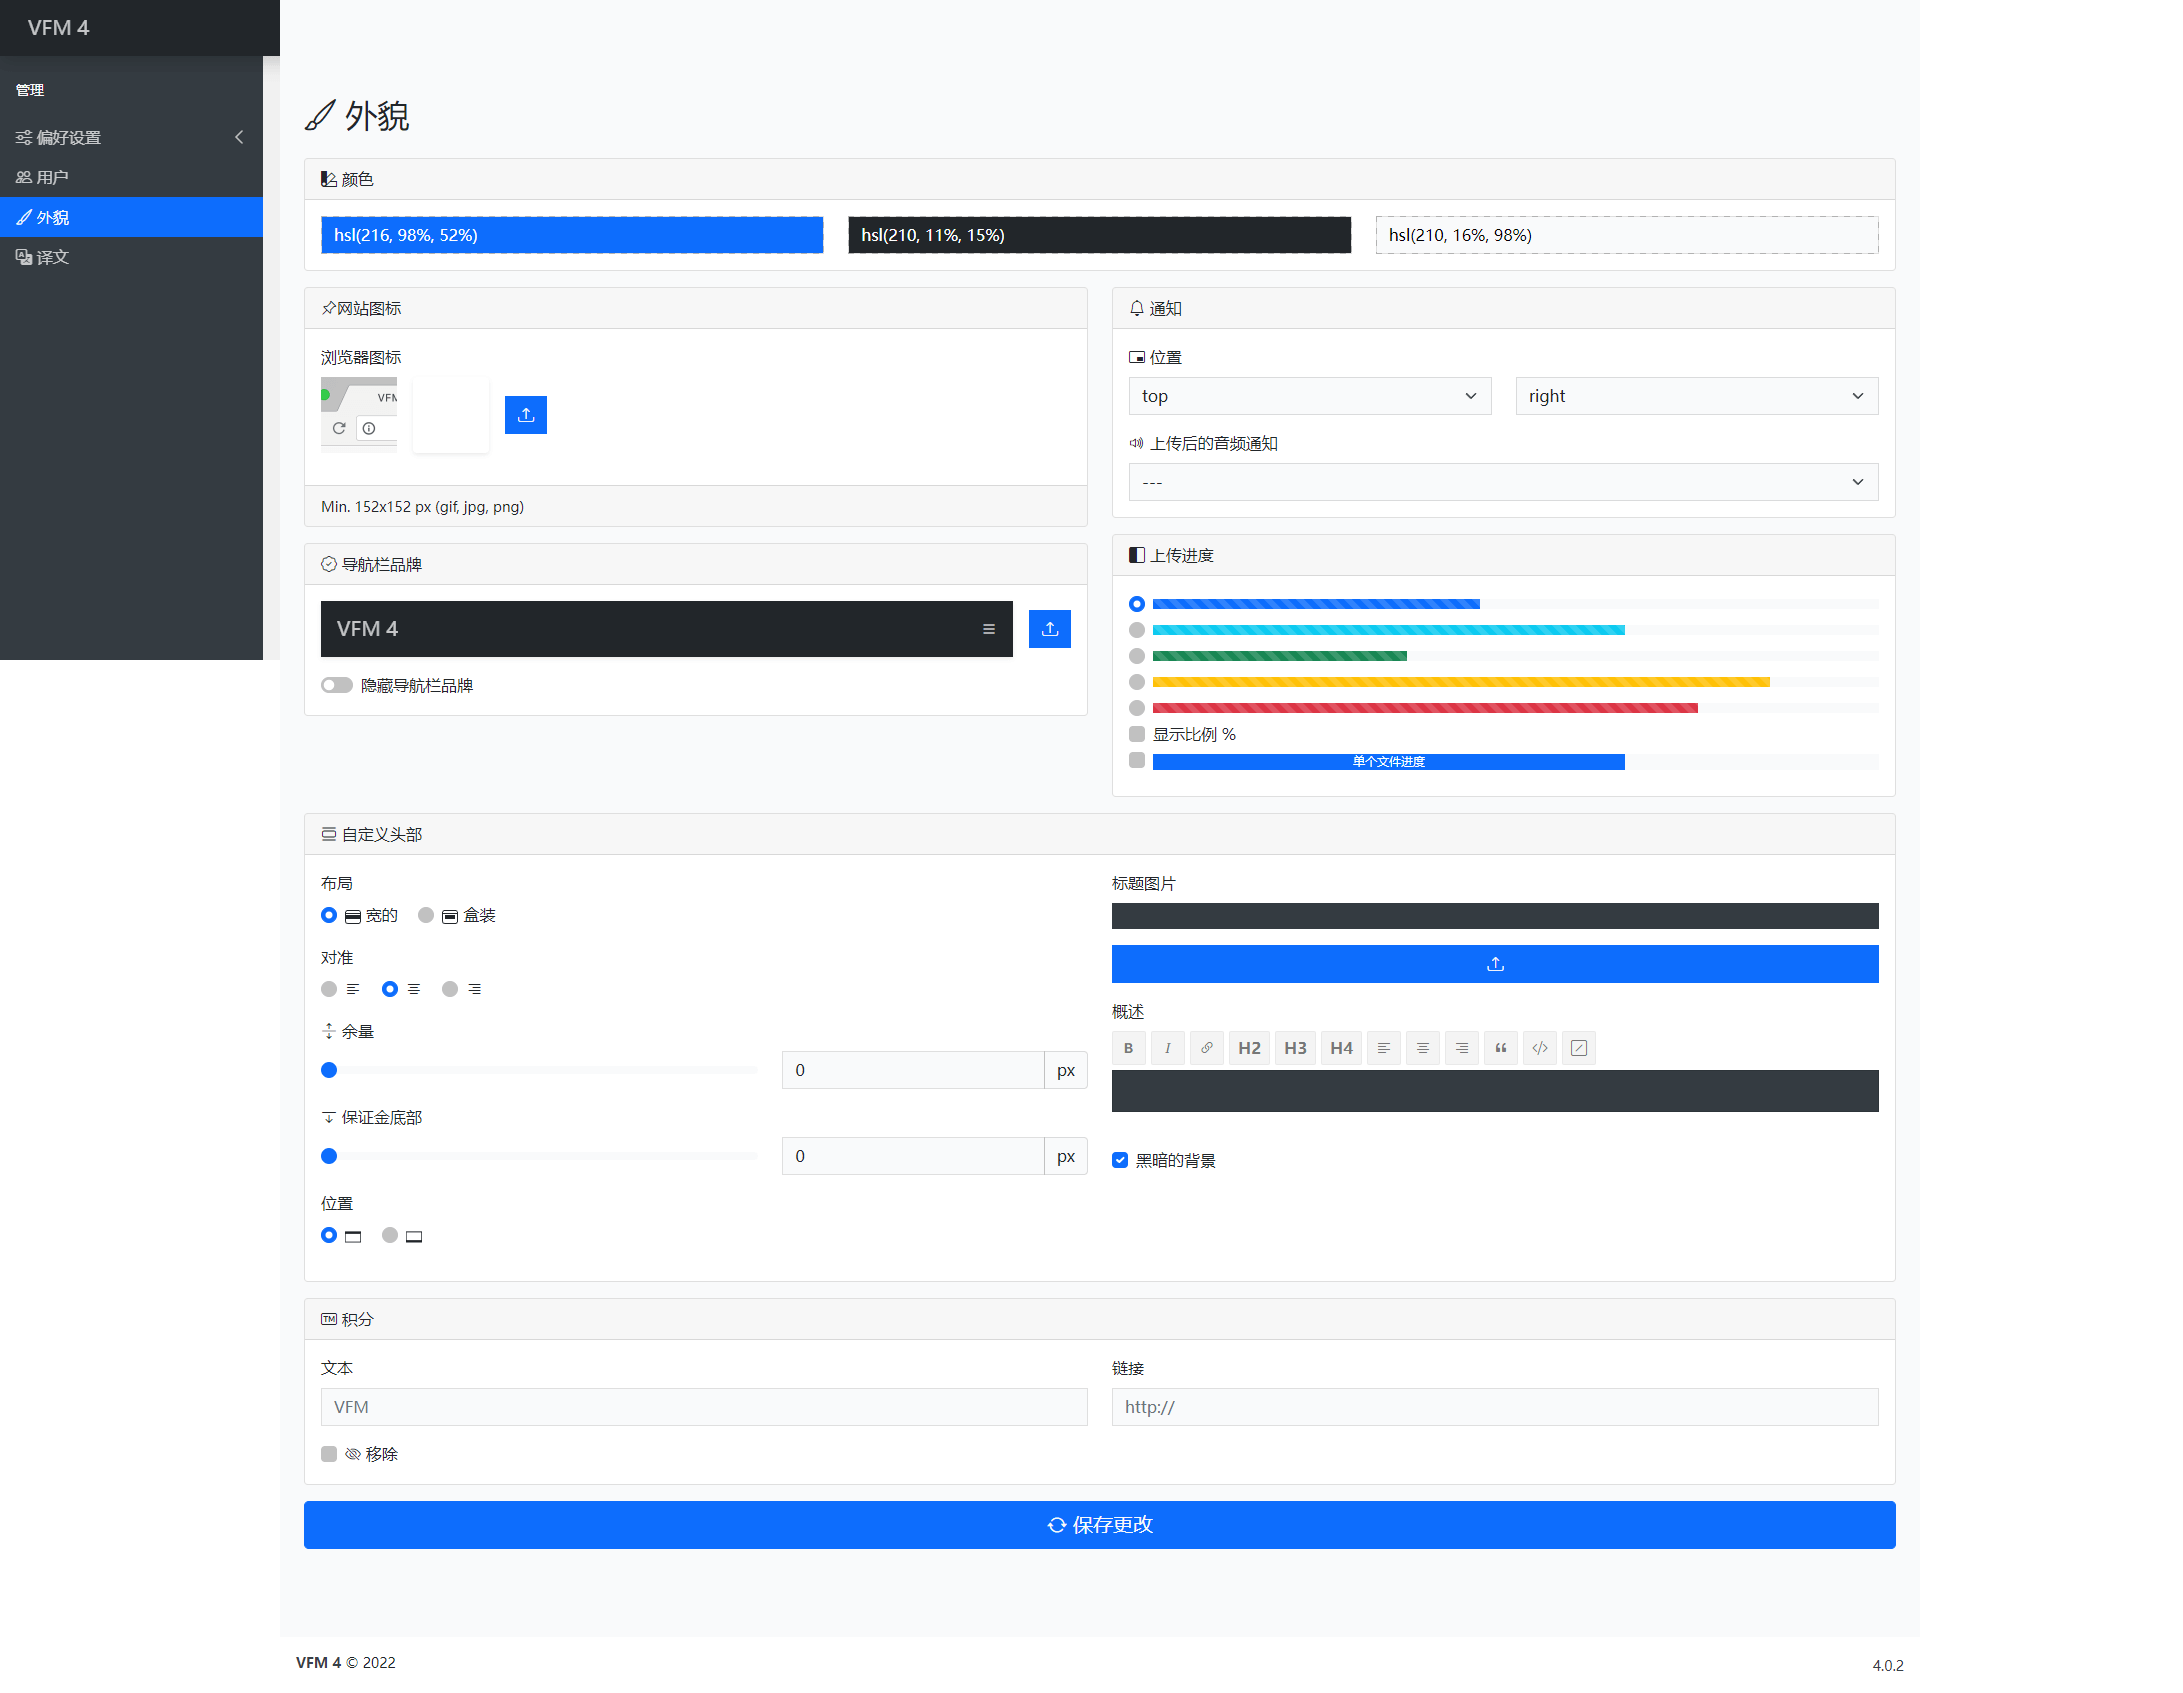 VFM 4
管理
偏好设置
用户
外貌
译文
外貌
颜色
hsl(216, 98%, 52%)
hsl(210, 11%, 15%)
hsl(210, 16%, 98%)
网站图标
浏览器图标
VFM
Min. 152x152 px (gif, jpg, png)
导航栏品牌
VFM 4
隐藏导航栏品牌
通知
位置
top
right
上传后的音频通知
---
上传进度
显示比例 %
单个文件进度
自定义头部
布局
宽的
盒装
对准
余量
0
px
保证金底部
0
px
位置
标题图片
概述
B
I
H2
H3
H4
黑暗的背景
TM 积分
文本
VFM
移除
链接
http://
保存更改
VFM 4 © 2022
4.0.2